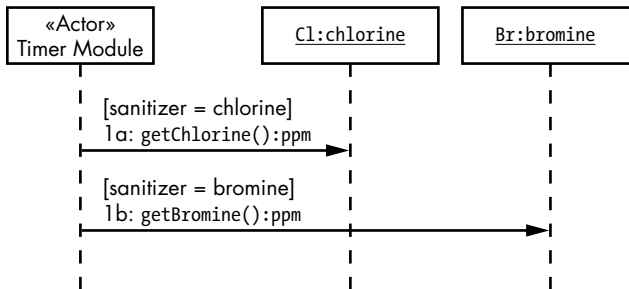 «Actor»
Timer Module
Cl:chlorine
Br:bromine
[sanitizer = chlorine]
1a: getChlorine():ppm
[sanitizer = bromine]
1b: getBromine():ppm